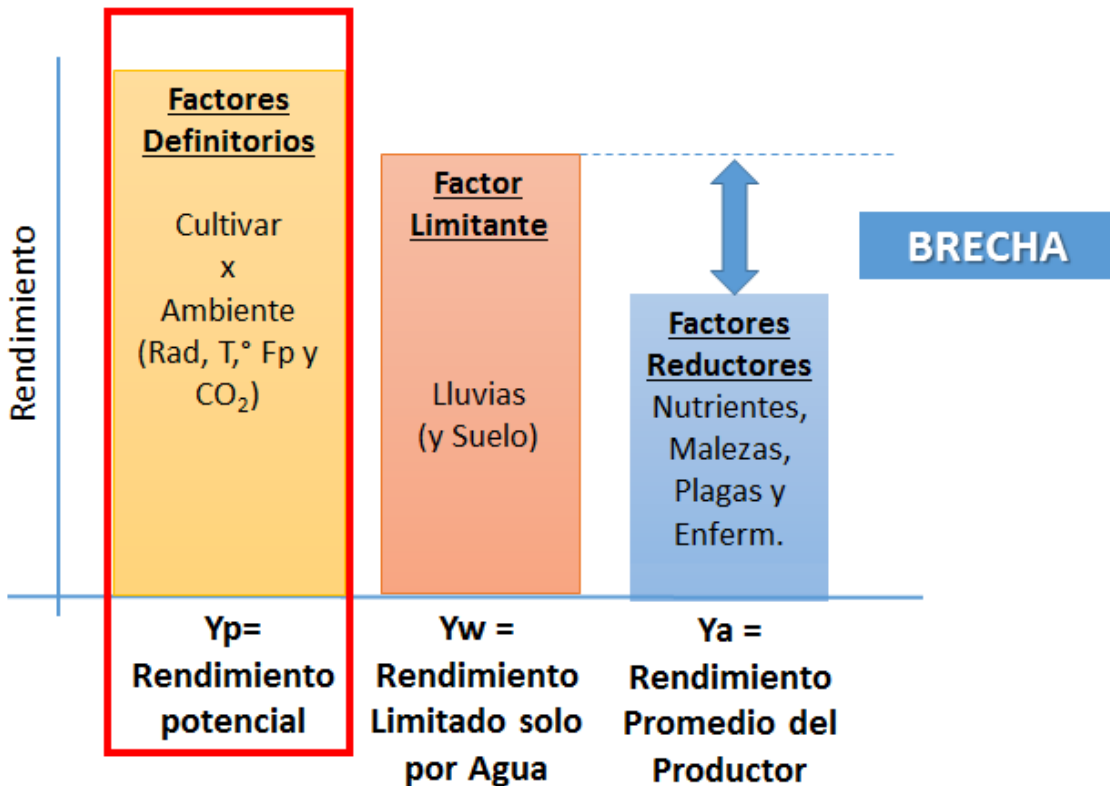 Rendimiento
Factores
Definitorios
Cultivar
x
Ambiente
(Rad, T,° Fp y
CO₂)
Factor
Limitante
Lluvias
(y Suelo)
Factores
Reductores
Nutrientes,
Malezas,
Plagas y
Enferm.
BRECHA
Yp=
Rendimiento
potencial
Yw =
Rendimiento
Limitado solo
por Agua
Ya =
Rendimiento
Promedio del
Productor